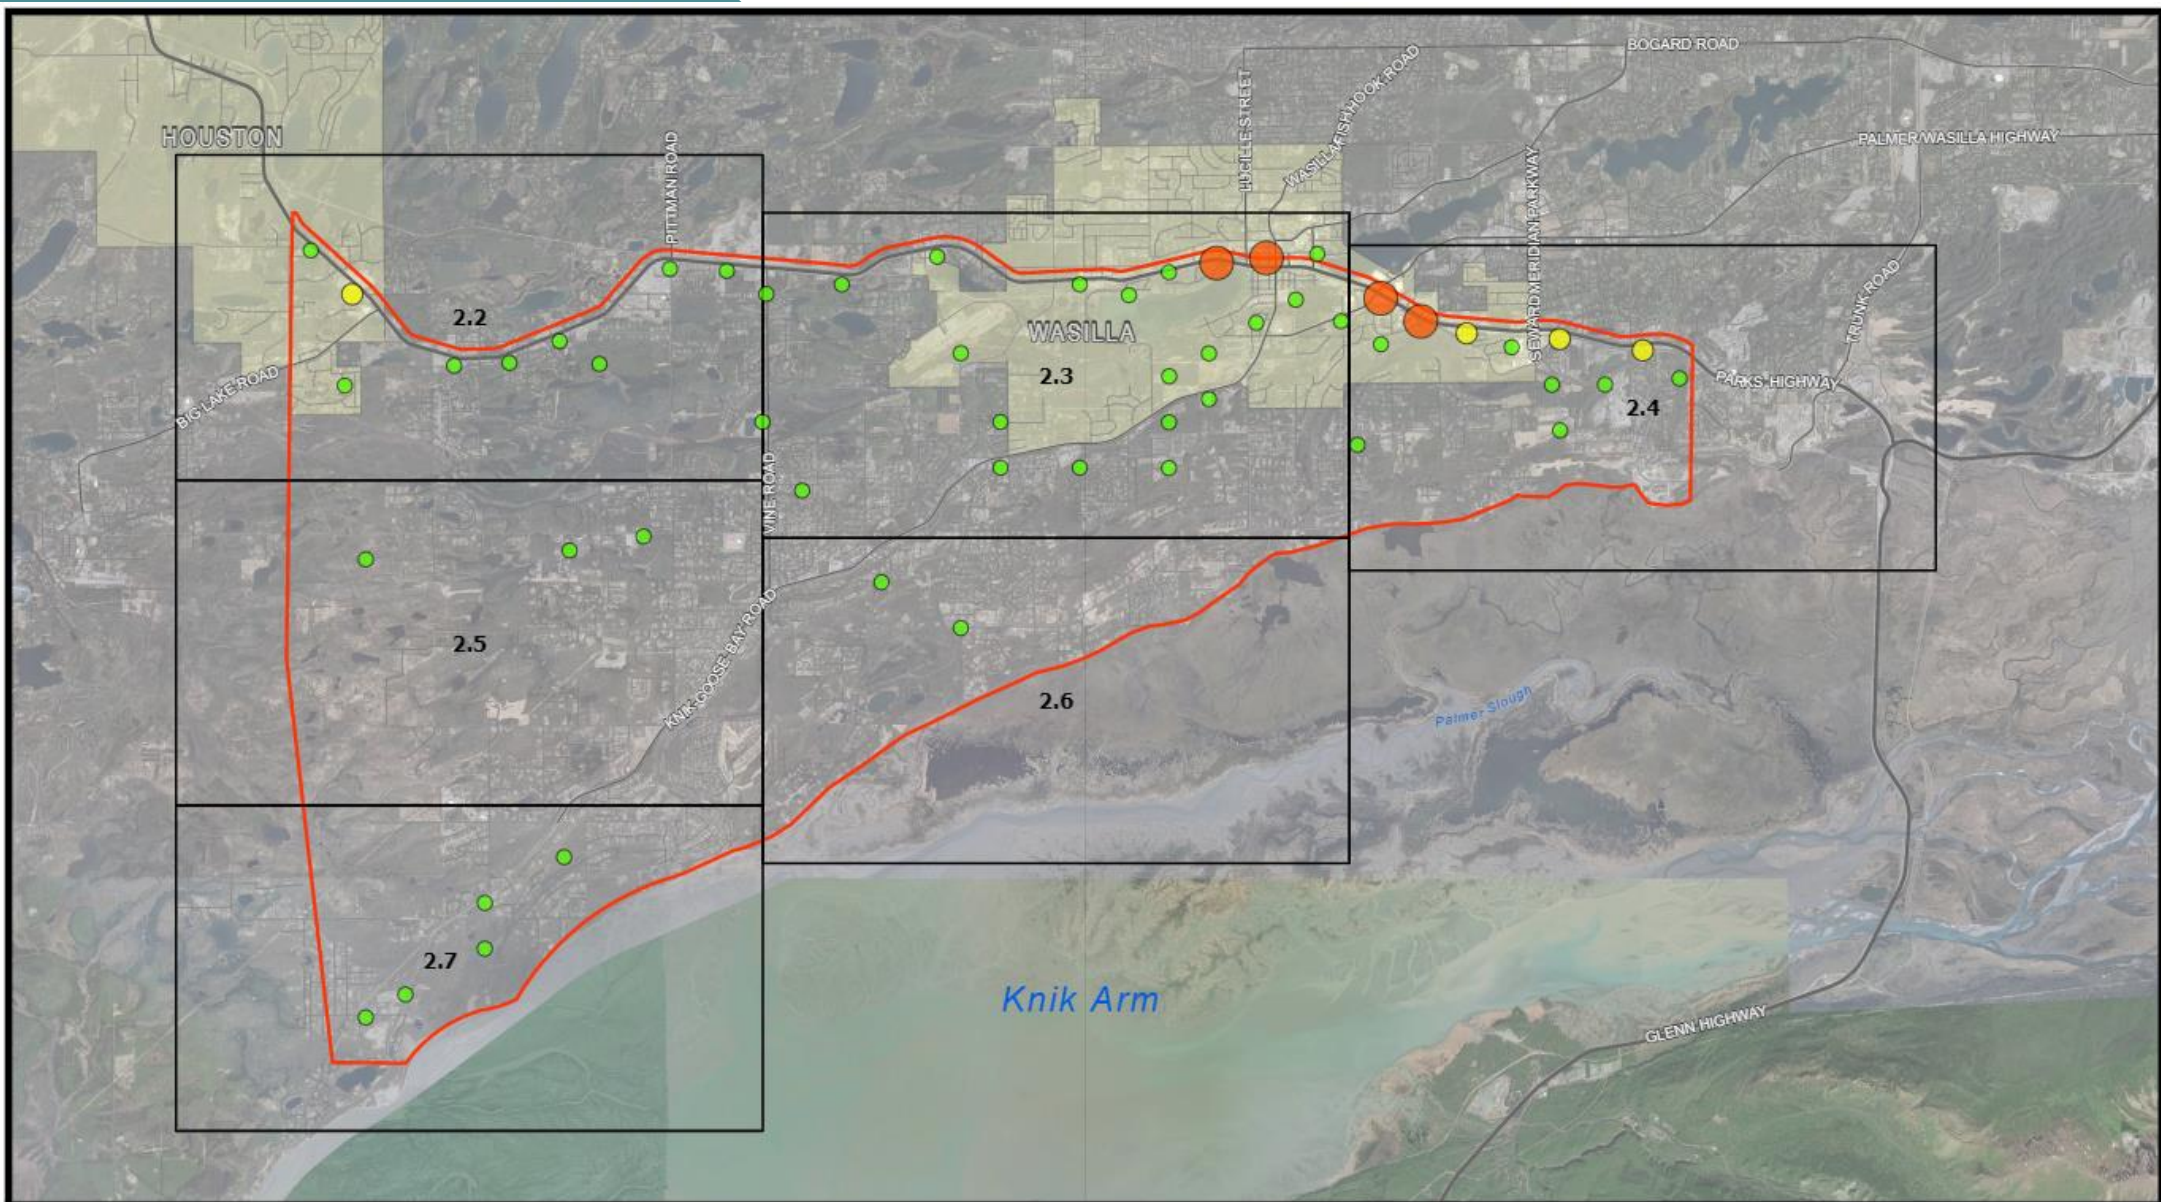 BOGARD ROAD
HOUSTON
PITTMAN ROAD
LUCILLE STREET
WASILLA FISHHOOK ROAD
PALMER/WASILLA HIGHWAY
SEWARDMERIDIAN PARKWAY
TRUNK ROAD
2.2
WASILLA
2.3
BIG LAKE ROAD
PARKS HIGHWAY
2.4
VINE ROAD
KNIK GOOSE BAY ROAD
2.5
2.6
Palmer Slough
2.7
Knik Arm
GLENN HIGHWAY